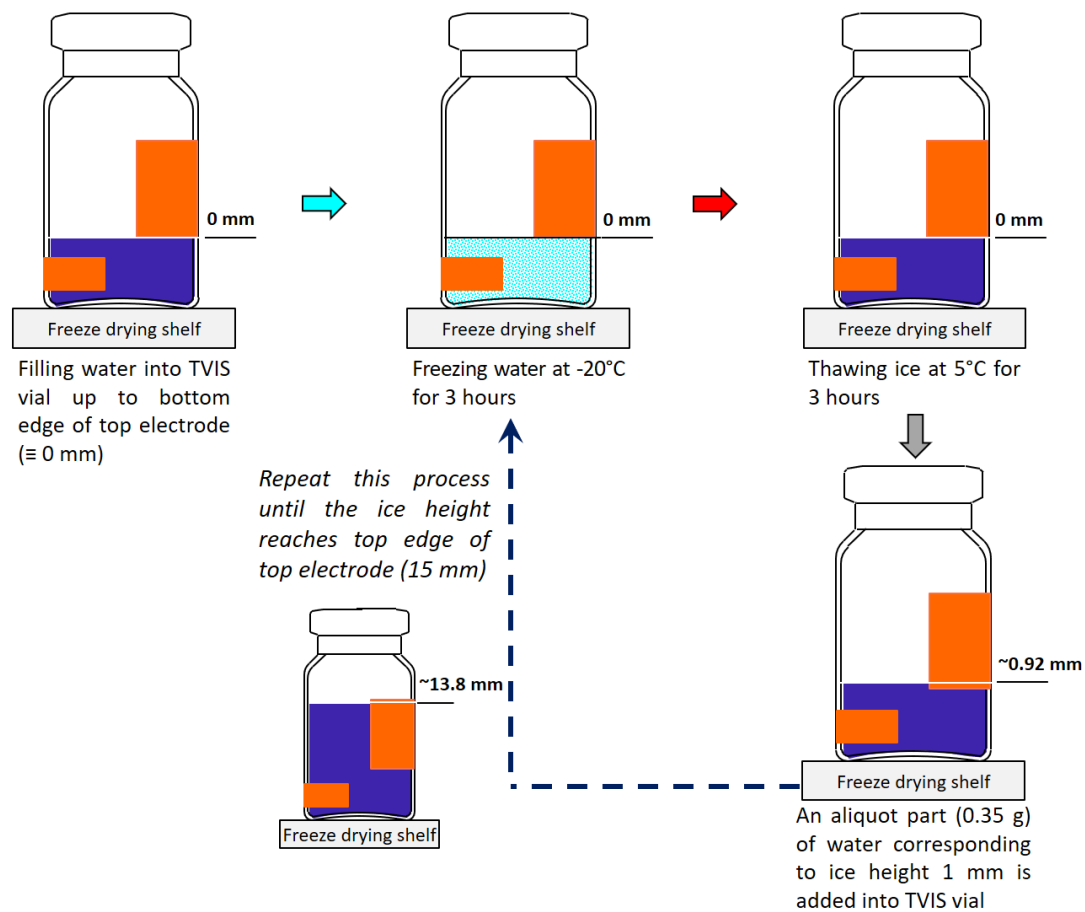 0 mm
Freeze drying shelf
Filling water into TVIS
vial up to bottom
edge of top electrode
(≡ 0 mm)
0 mm
Freeze drying shelf
Freezing water at -20°C
for 3 hours
0 mm
Freeze drying shelf
Thawing ice at 5°C for
3 hours
~0.92 mm
Freeze drying shelf
An aliquot part (0.35 g)
of water corresponding
to ice height 1 mm is
added into TVIS vial
Repeat this process
until the ice height
reaches top edge of
top electrode (15 mm)
~13.8 mm
Freeze drying shelf